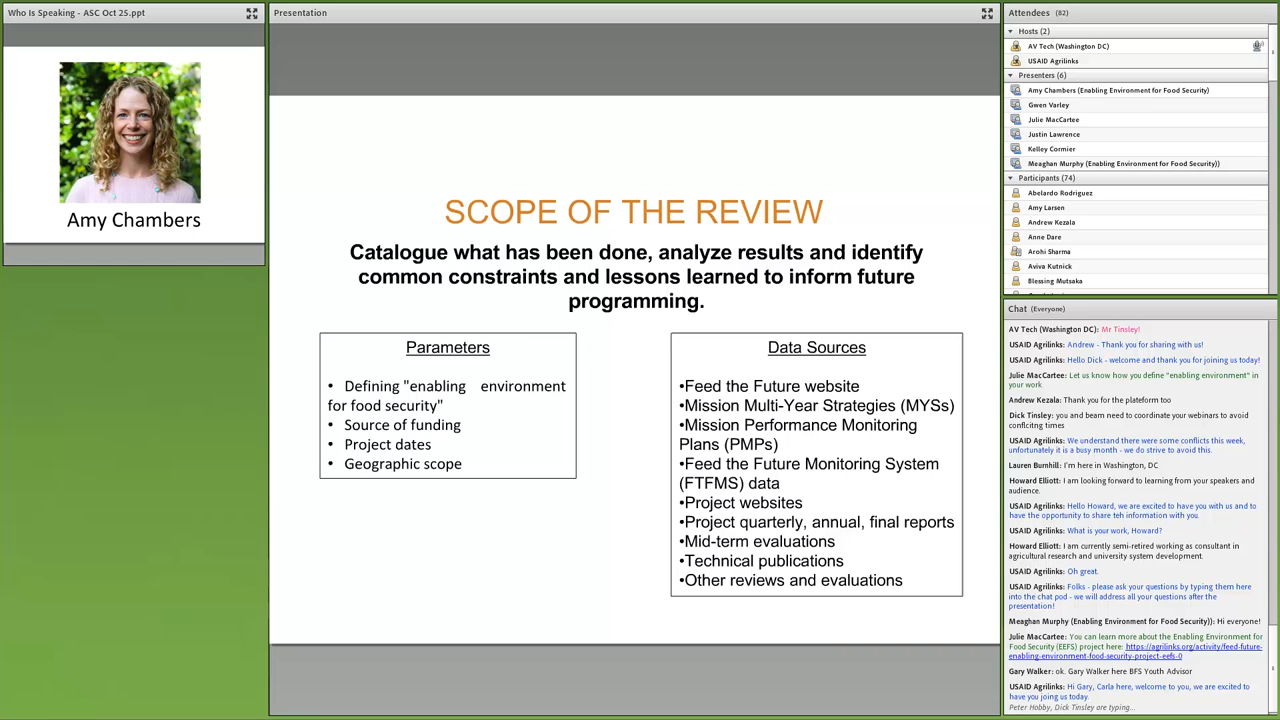 Who Is Speaking - ASC Oct 25.ppt
Amy Chambers
Presentation
SCOPE OF THE REVIEW
Catalogue what has been done, analyze results and identify
common constraints and lessons learned to inform future
programming.
Parameters
• Defining "enabling environment
for food security"
• Source of funding
• Project dates
• Geographic scope
Data Sources
•Feed the Future website
•Mission Multi-Year Strategies (MYSs)
•Mission Performance Monitoring
Plans (PMPs)
•Feed the Future Monitoring System
(FTFMS) data
•Project websites
•Project quarterly, annual, final reports
•Mid-term evaluations
•Technical publications
•Other reviews and evaluations
Attendees (82)
Hosts (2)
AV Tech (Washington DC)
USAID Agrilinks
Presenters (6)
Amy Chambers (Enabling Environment for Food Security)
Gwen Varley
Julie MacCartee
Justin Lawrence
Kelley Cormier
Meaghan Murphy (Enabling Environment for Food Security))
Participants (74)
Abelardo Rodriguez
Amy Larsen
Andrew Kezala
Anne Dare
Arohi Sharma
Aviva Kutnick
Blessing Mutsaka
Chat (Everyone)
AV Tech (Washington DC): Mr Tinsley!
USAID Agrilinks: Andrew - Thank you for sharing with us!
USAID Agrilinks: Hello Dick - welcome and thank you for joining us today!
Julie MacCartee: Let us know how you define "enabling environment" in
your work
Andrew Kezala: Thank you for the plateform too
Dick Tinsley: you and beam need to coordinate your webinars to avoid
conflcitng times
USAID Agrilinks: We understand there were some conflicts this week,
unfortunately it is a busy month - we do strive to avoid this.
Lauren Burnhill: I'm here in Washington, DC
Howard Elliott: I am looking forward to learning from your speakers and
audience.
USAID Agrilinks: Hello Howard, we are excited to have you with us and to
have the opportunity to share teh information with you.
USAID Agrilinks: What is your work, Howard?
Howard Elliott: I am currently semi-retired working as consultant in
agricultural research and university system development.
USAID Agrilinks: Oh great.
USAID Agrilinks: Folks - please ask your questions by typing them here
into the chat pod - we will address all your questions after the
presentation!
Meaghan Murphy (Enabling Environment for Food Security)): Hi everyone!
Julie MacCartee: You can learn more about the Enabling Environment for
Food Security (EEFS) project here: https://agrilinks.org/activity/feed-future-
enabling-environment-food-security-project-eefs-0
Gary Walker: ok. Gary Walker here BFS Youth Advisor
USAID Agrilinks: Hi Gary, Carla here, welcome to you, we are excited to
have you joing us today.
Peter Hobby, Dick Tinsley are typing...